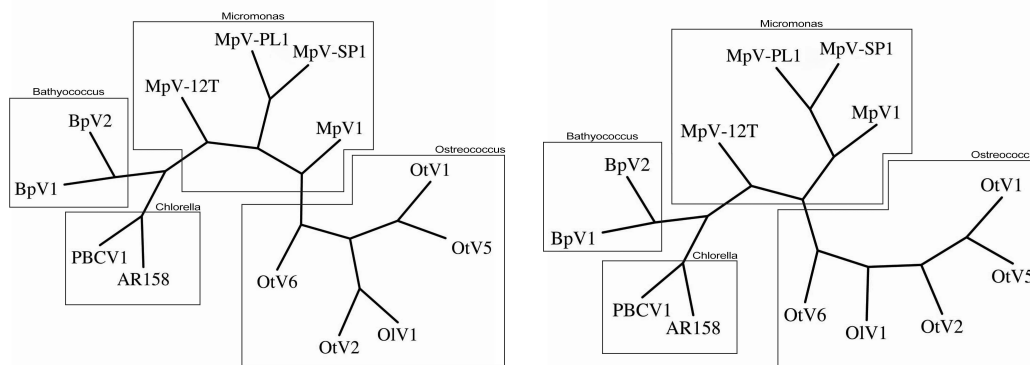 Micromonas
MpV-PL1
MpV-SP1
MpV-12T
MpV1
Bathyococcus
BpV2
BpV1
Chlorella
PBCV1
AR158
Ostreococcus
OtV1
OtV5
OtV6
OtV2
OlV1
Micromonas
MpV-PL1
MpV-SP1
MpV-12T
MpV1
Bathyococcus
BpV2
BpV1
Chlorella
PBCV1
AR158
Ostreococc
OtV1
OtV5
OtV6
OlV1
OtV2